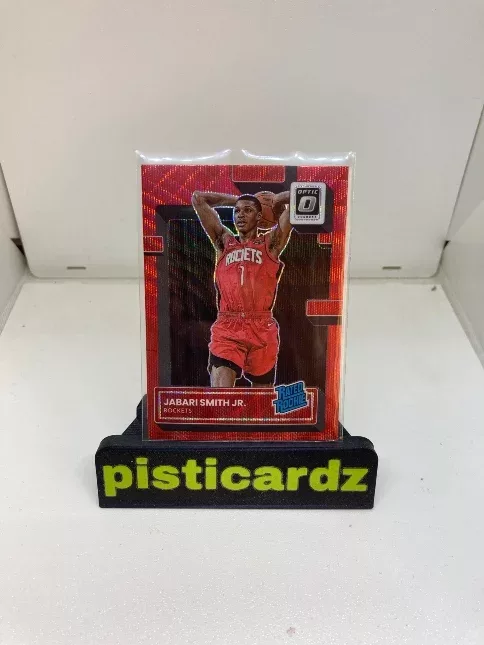 OPTIC
ROCKETS
1
RATED
ROOKIE
JABARI SMITH JR.
ROCKETS
pisticardz